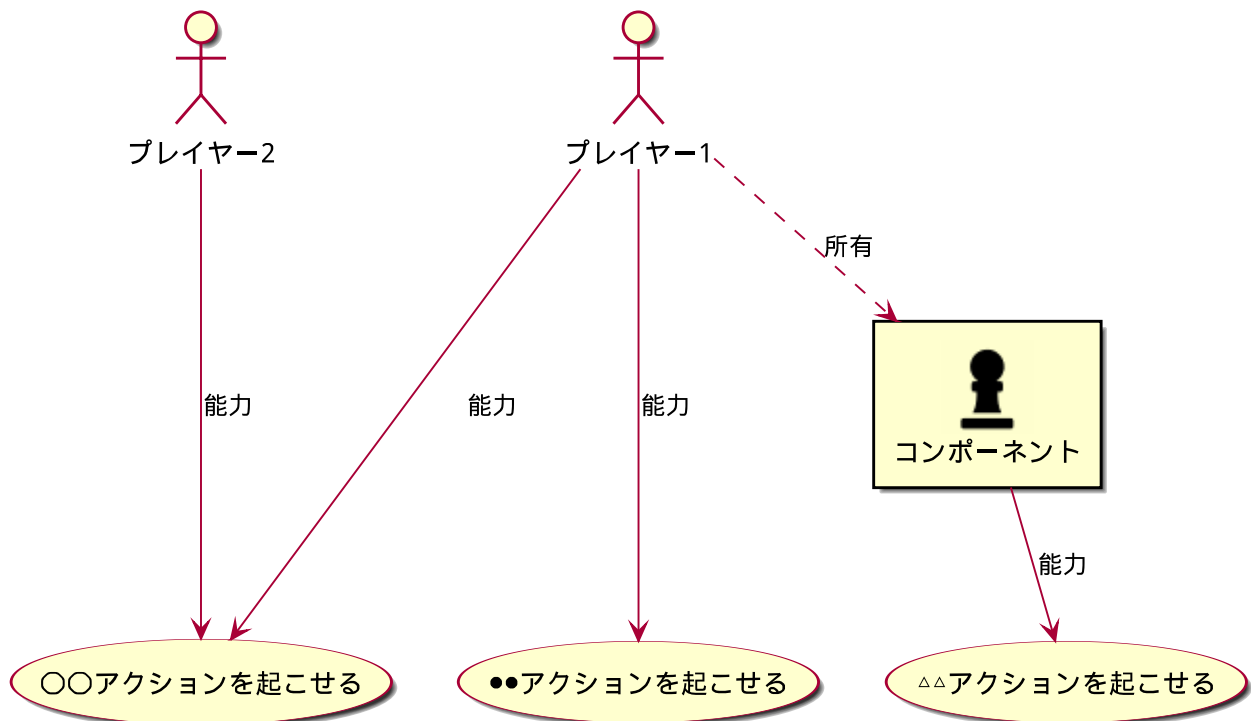 プレイヤー2
プレイヤー1
所有
コンポーネント
能力
能力
能力
能力
〇〇アクションを起こせる
●●アクションを起こせる
△△アクションを起こせる